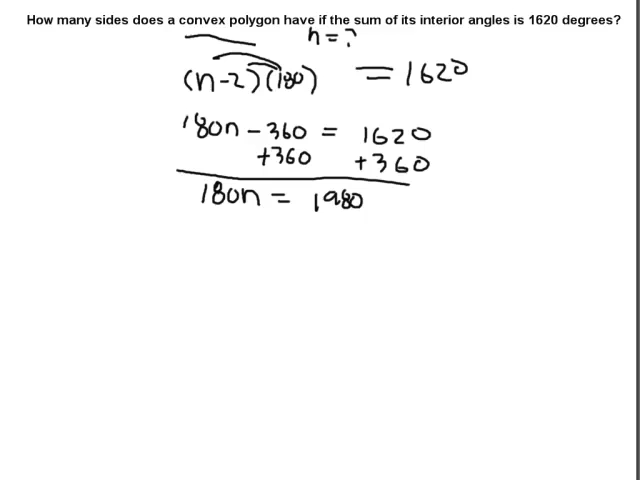 How many sides does a convex polygon have if the sum of its interior angles is 1620 degrees?
n = ?
(n-2)(180) = 1620
180n - 360 = 1620
+360 +360
180n = 1980